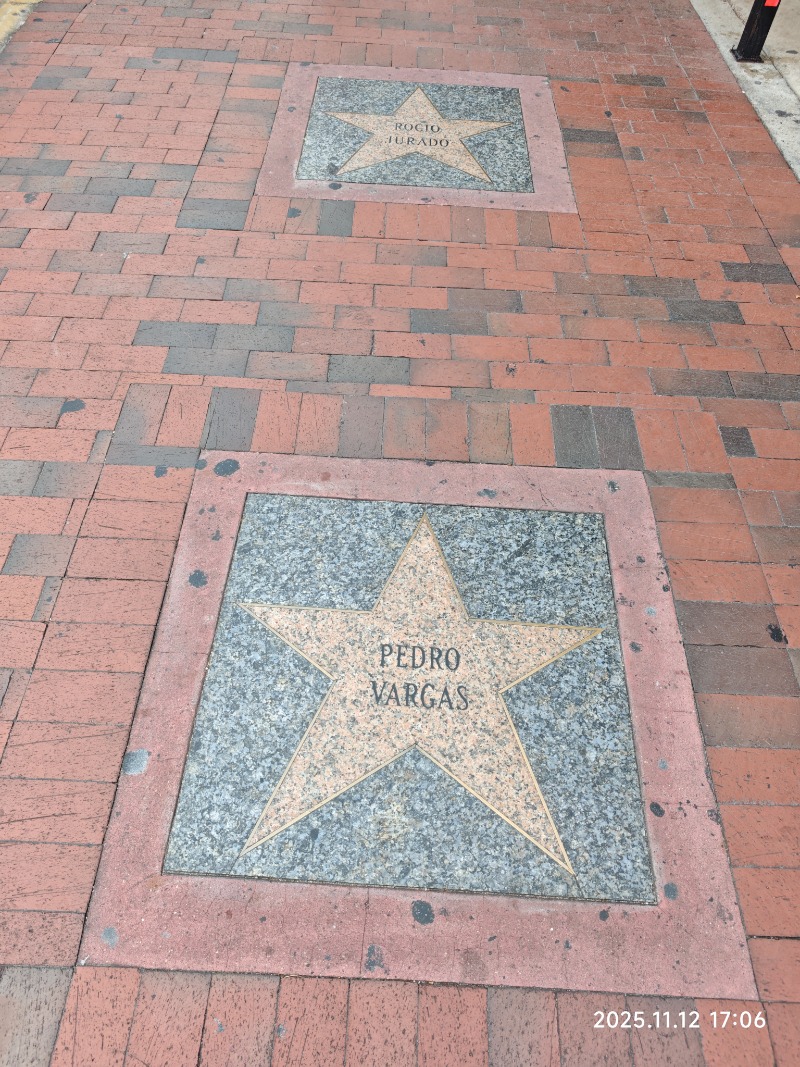 ROCIO
JURADO
PEDRO
VARGAS
2025.11.12 17:06